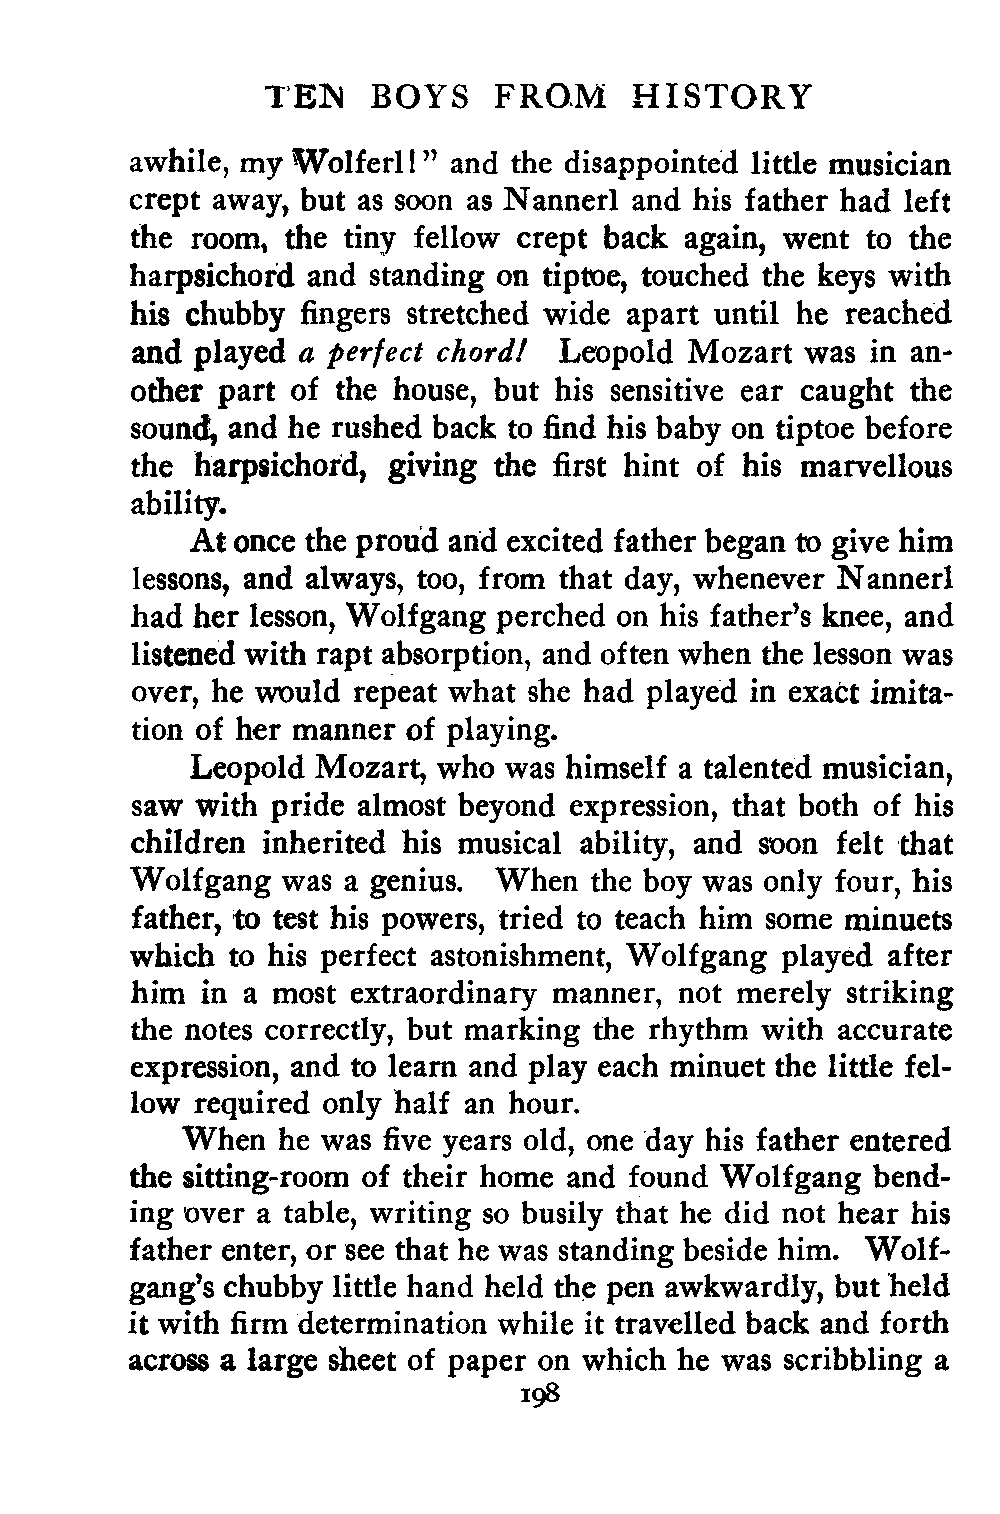 TEN BOYS FROM HISTORY
awhile, my Wolferl!" and the disappointed little musician
crept away, but as soon as Nannerl and his father had left
the room, the tiny fellow crept back again, went to the
harpsichord and standing on tiptoe, touched the keys with
his chubby fingers stretched wide apart until he reached
and played a perfect chord! Leopold Mozart was in an-
other part of the house, but his sensitive ear caught the
sound, and he rushed back to find his baby on tiptoe before
the harpsichord, giving the first hint of his marvellous
ability.
At once the proud and excited father began to give him
lessons, and always, too, from that day, whenever Nannerl
had her lesson, Wolfgang perched on his father's knee, and
listened with rapt absorption, and often when the lesson was
over, he would repeat what she had played in exact imita-
tion of her manner of playing.
Leopold Mozart, who was himself a talented musician,
saw with pride almost beyond expression, that both of his
children inherited his musical ability, and soon felt that
Wolfgang was a genius. When the boy was only four, his
father, to test his powers, tried to teach him some minuets
which to his perfect astonishment, Wolfgang played after
him in a most extraordinary manner, not merely striking
the notes correctly, but marking the rhythm with accurate
expression, and to learn and play each minuet the little fel-
low required only half an hour.
When he was five years old, one day his father entered
the sitting-room of their home and found Wolfgang bend-
ing over a table, writing so busily that he did not hear his
father enter, or see that he was standing beside him. Wolf-
gang's chubby little hand held the pen awkwardly, but held
it with firm determination while it travelled back and forth
across a large sheet of paper on which he was scribbling a
198